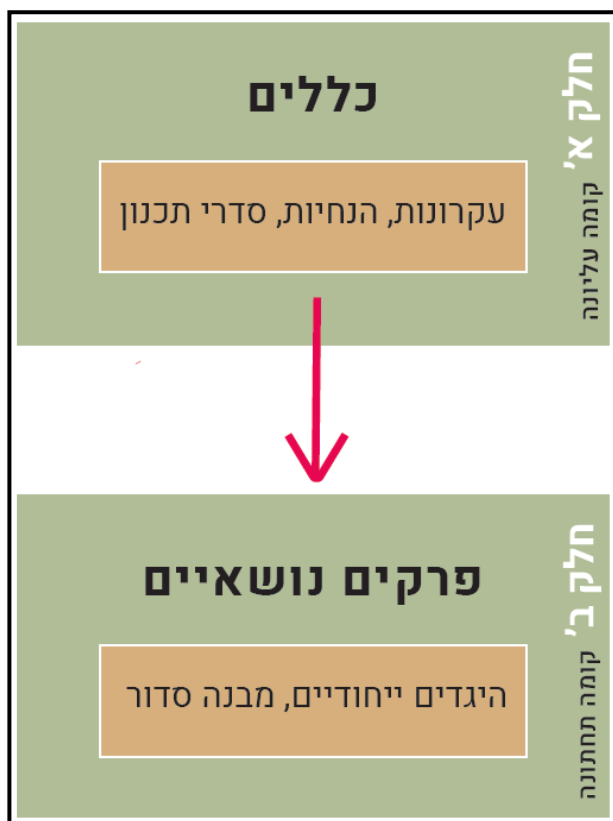 חלק א'
קומה עליונה
כללים
עקרונות, הנחיות, סדרי תכנון
חלק ב'
קומה תחתונה
פרקים נושאיים
היגדים ייחודיים, מבנה סדור